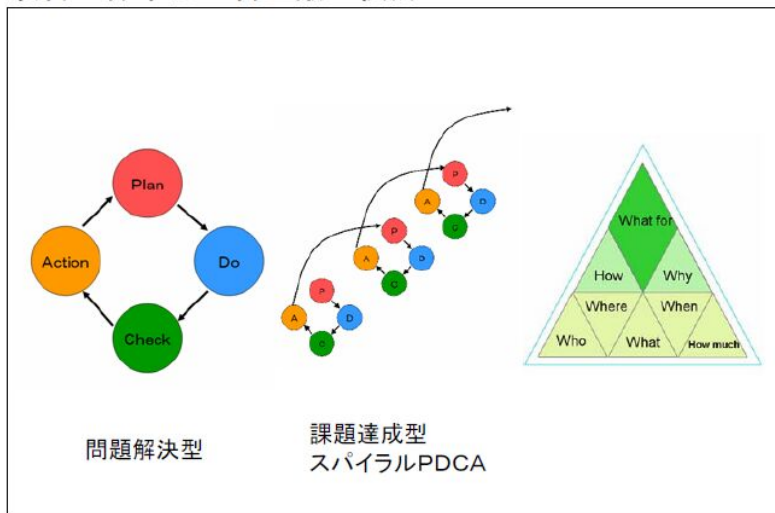 Plan
Action
Do
Check
問題解決型
P
A
D
C
P
A
D
C
P
A
D
C
課題達成型
スパイラルPDCA
What for
How
Why
Where
When
Who
What
How much